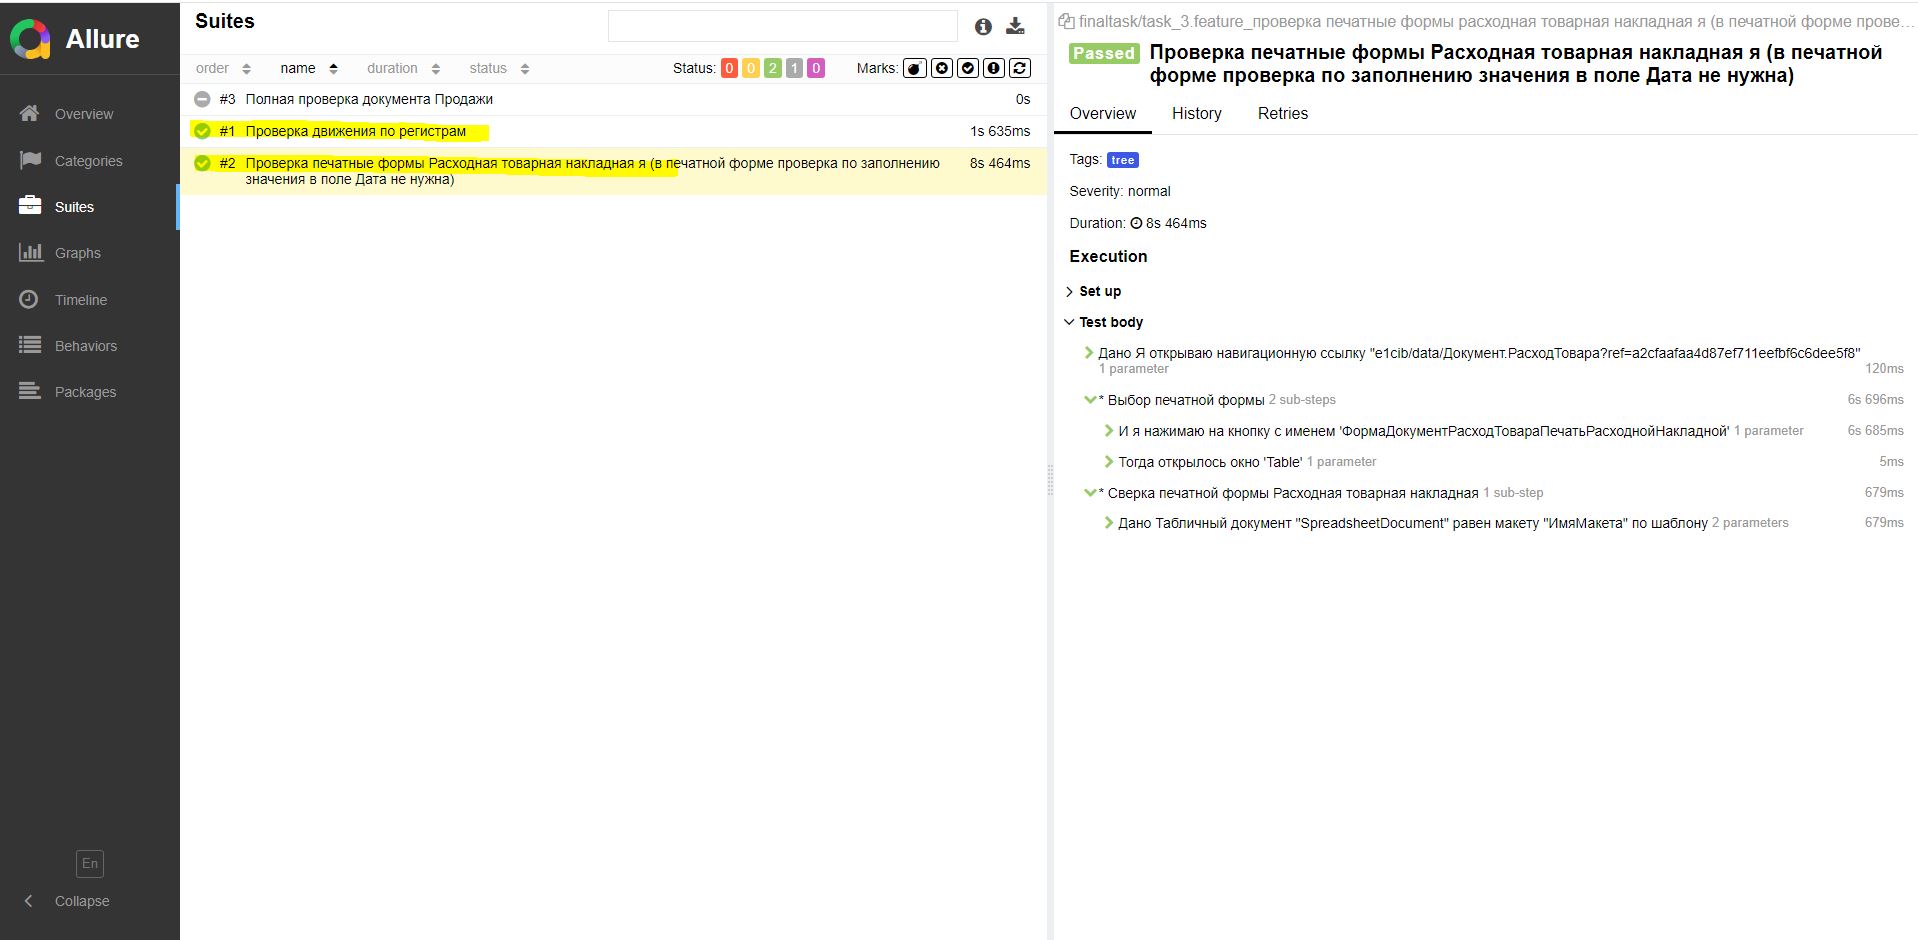 Allure
Overview
Categories
Suites
Graphs
Timeline
Behaviors
Packages
En
Collapse
Suites
order name duration status Status: 0 0 2 1 0 Marks:
#3 Полная проверка документа Продажи 0s
#1 Проверка движения по регистрам 1s 635ms
#2 Проверка печатные формы Расходная товарная накладная я (в печатной форме проверка по заполнению 8s 464ms
значения в поле Дата не нужна)
finaltask/task_3.feature_проверка печатные формы расходная товарная накладная я (в печатной форме прове...
Passed Проверка печатные формы Расходная товарная накладная я (в печатной
форме проверка по заполнению значения в поле Дата не нужна)
Overview History Retries
Tags: tree
Severity: normal
Duration: 8s 464ms
Execution
Set up
Test body
Дано Я открываю навигационную ссылку "e1cib/data/Документ.РасходТовара?ref=a2cfaafaa4d87ef711eefbf6c6dee5f8"
1 parameter 120ms
* Выбор печатной формы 2 sub-steps 6s 696ms
И я нажимаю на кнопку с именем 'ФормаДокументРасходТовараПечатьРасходнойНакладной' 1 parameter 6s 685ms
Тогда открылось окно 'Table' 1 parameter 5ms
* Сверка печатной формы Расходная товарная накладная 1 sub-step 679ms
Дано Табличный документ "SpreadsheetDocument" равен макету "ИмяМакета" по шаблону 2 parameters 679ms